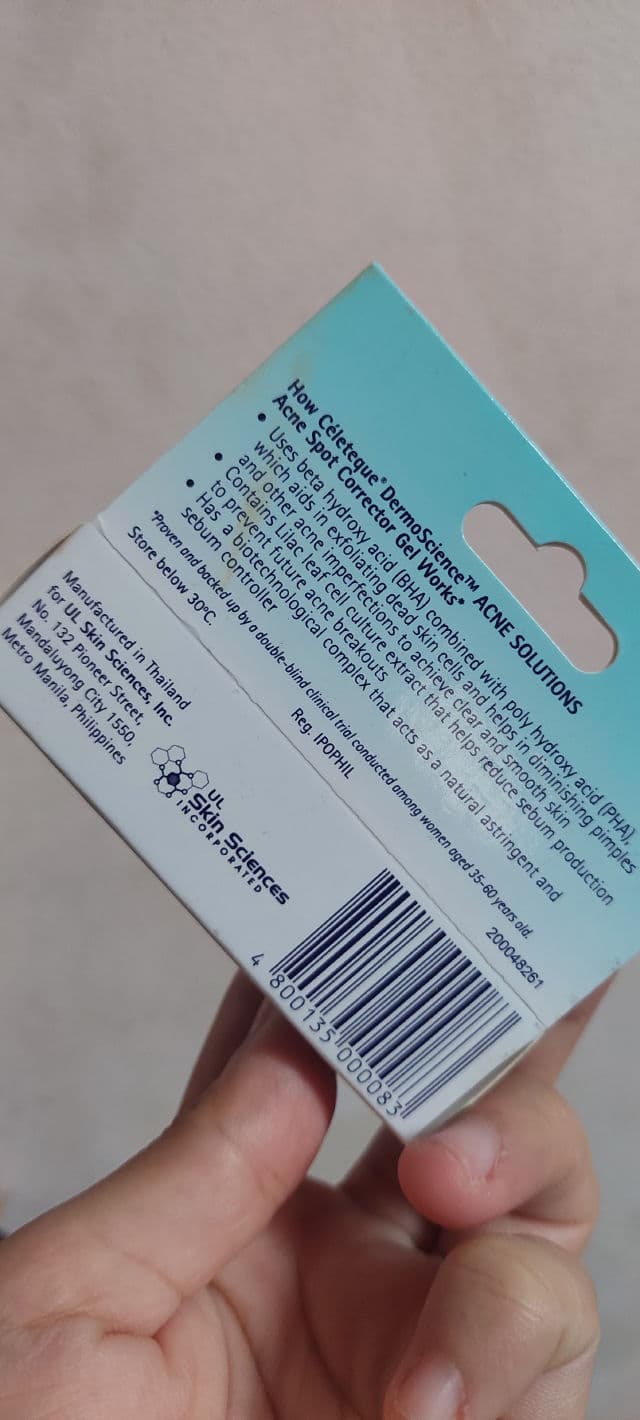 How Céleteque® DermoScience™ ACNE SOLUTIONS
Acne Spot Corrector Gel Works*
• Uses beta hydroxy acid (BHA) combined with poly hydroxy acid (PHA),
which aids in exfoliating dead skin cells and helps in diminishing pimples
and other acne imperfections to achieve clear and smooth skin
• Contains Lilac leaf cell culture extract that helps reduce sebum production
to prevent future acne breakouts
• Has a biotechnological complex that acts as a natural astringent and
sebum controller
*Proven and backed up by a double-blind clinical trial conducted among women aged 35-60 years old.
Store below 30°C
Reg. IPOPHIL
200048261
Manufactured in Thailand
for UL Skin Sciences, Inc.
No. 132 Pioneer Street,
Mandaluyong City 1550,
Metro Manila, Philippines
UL
Skin Sciences
INCORPORATED
4 800135 000083